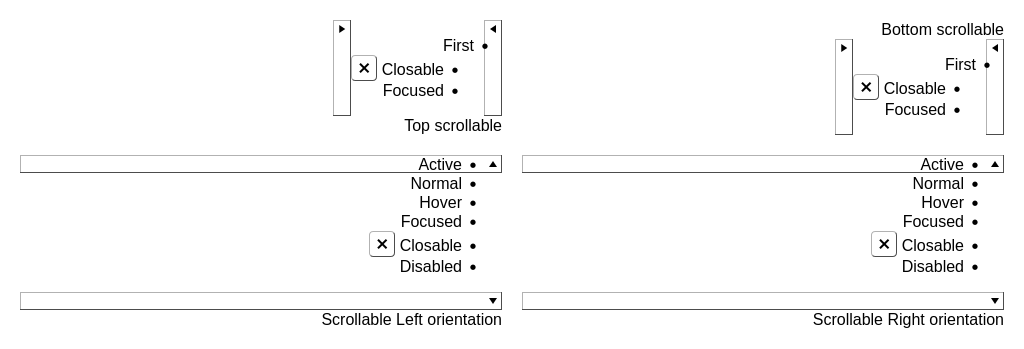 First
Closable
Focused
Top scrollable
Bottom scrollable
First
Closable
Focused
Active
Normal
Hover
Focused
Closable
Disabled
Scrollable Left orientation
Active
Normal
Hover
Focused
Closable
Disabled
Scrollable Right orientation